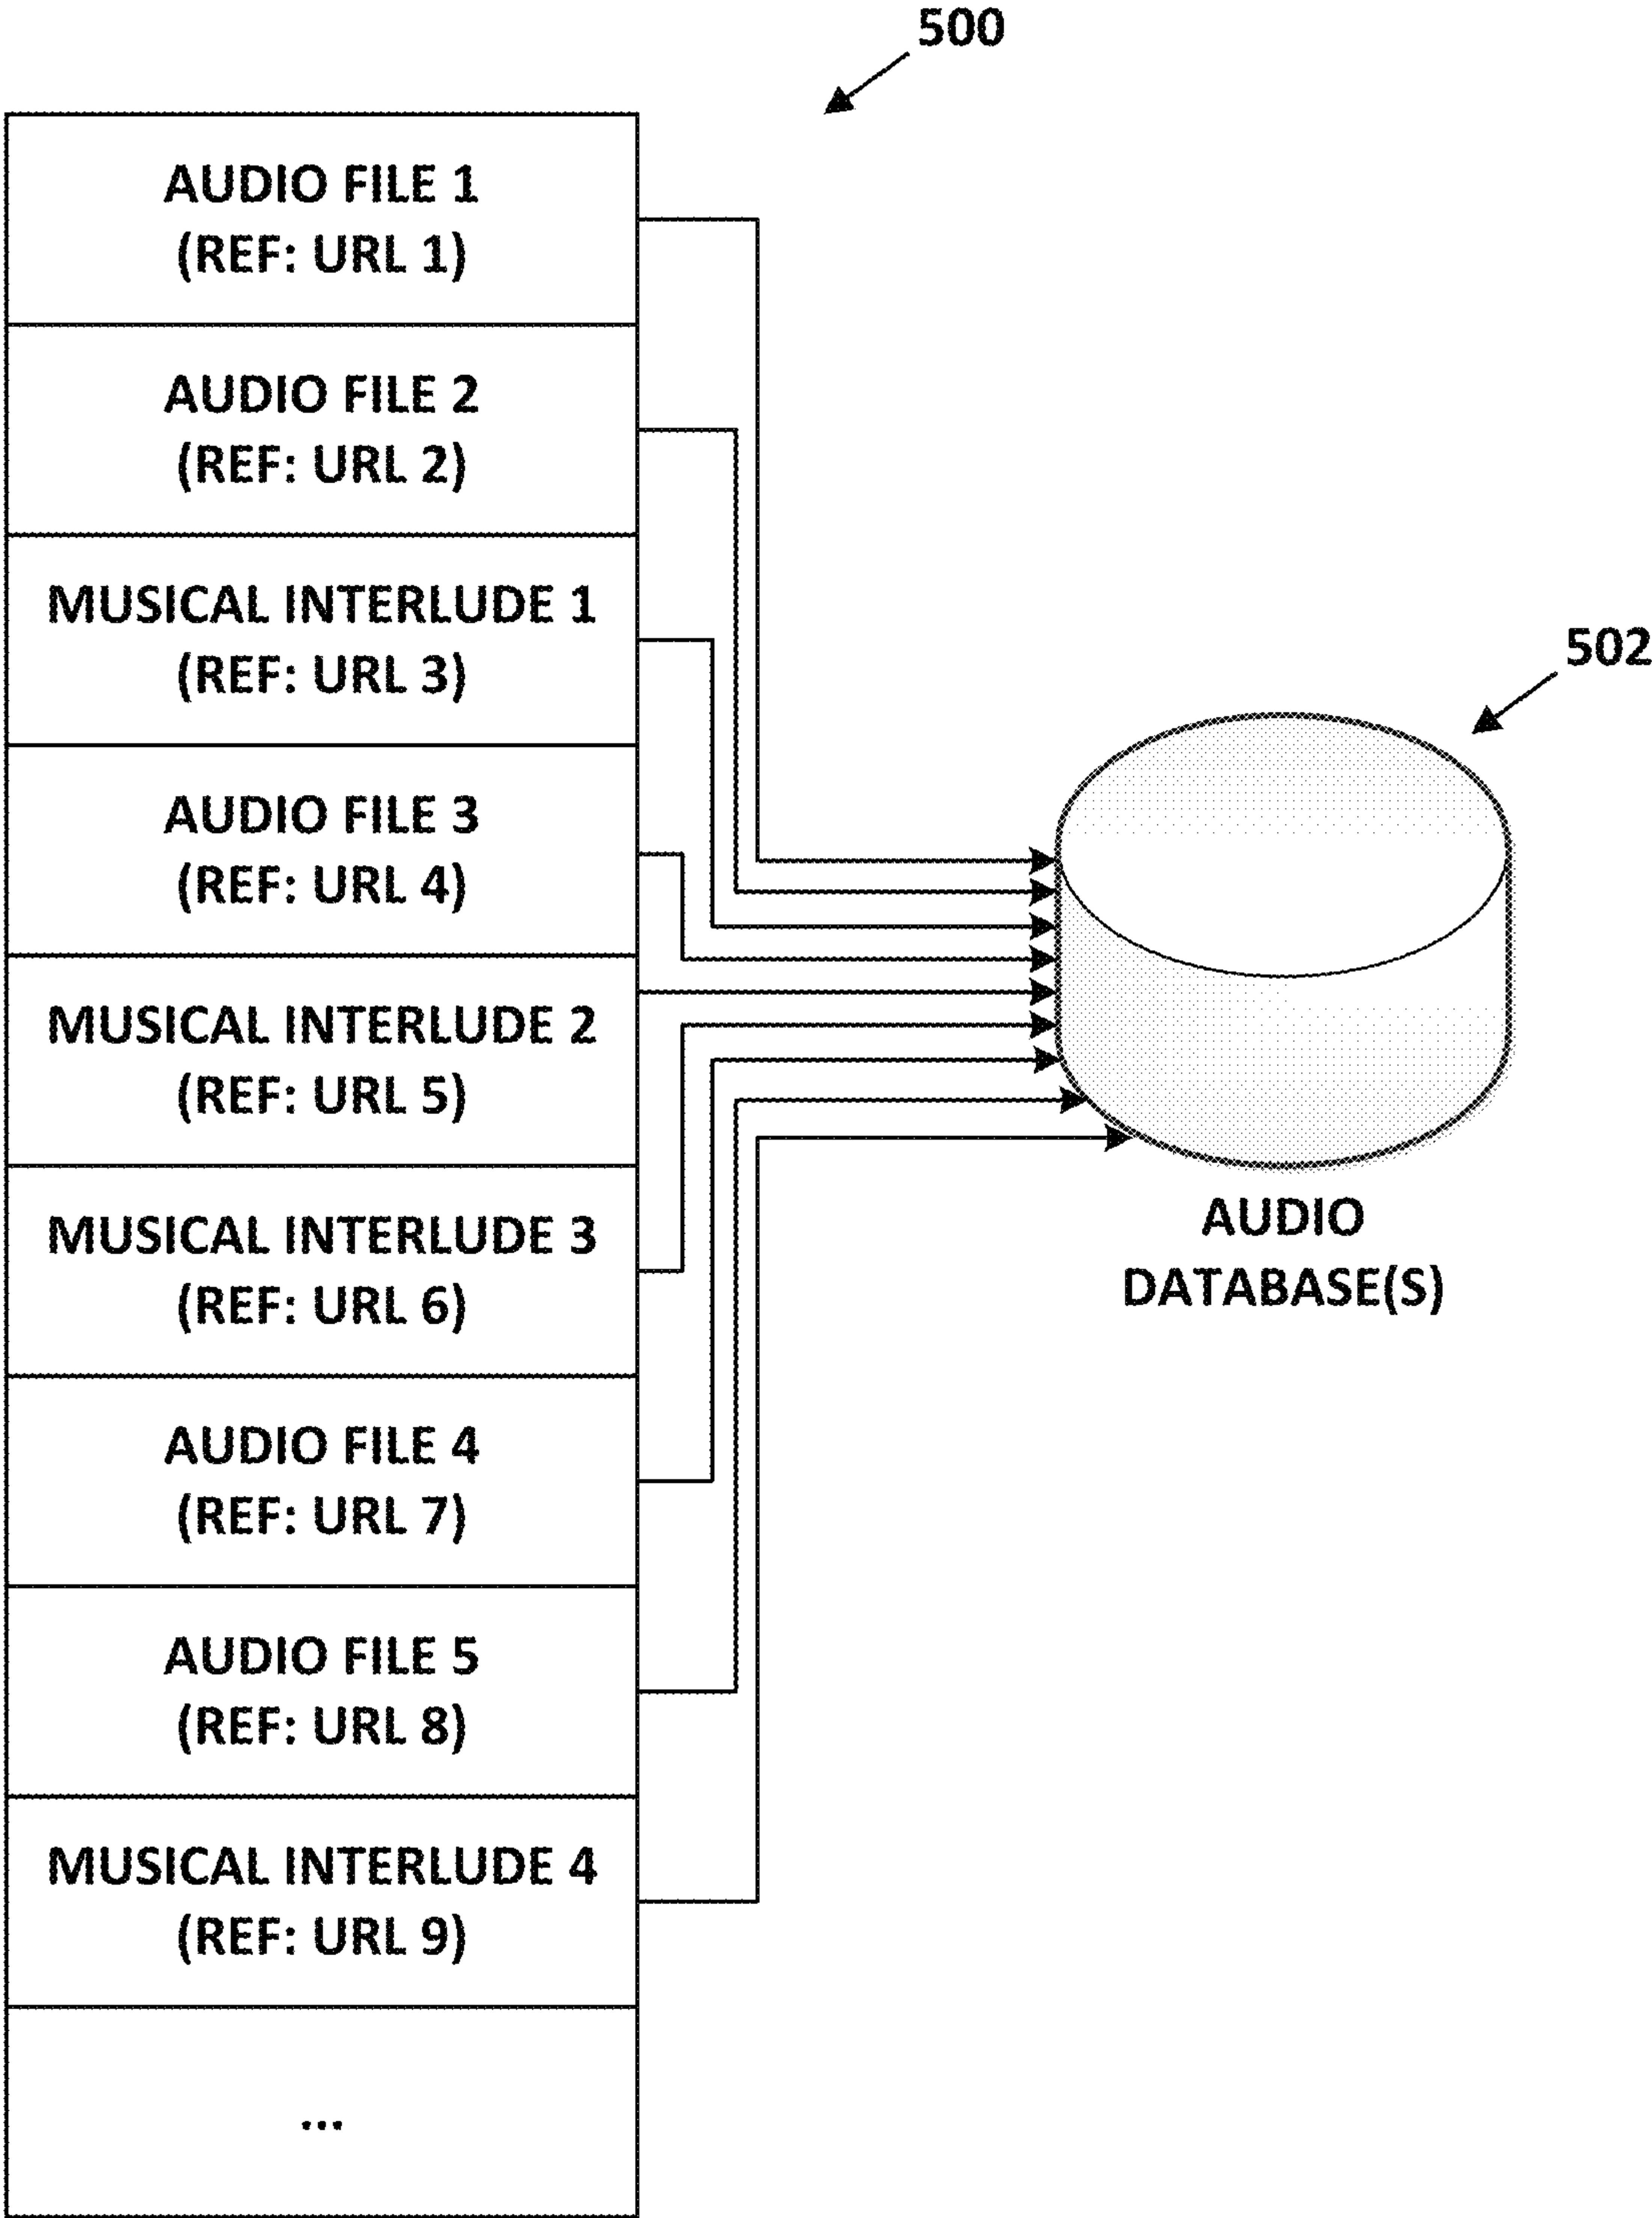 500
AUDIO FILE 1
(REF: URL 1)
AUDIO FILE 2
(REF: URL 2)
MUSICAL INTERLUDE 1
(REF: URL 3)
502
AUDIO FILE 3
(REF: URL 4)
MUSICAL INTERLUDE 2
(REF: URL 5)
MUSICAL INTERLUDE 3
(REF: URL 6)
AUDIO
DATABASE(S)
AUDIO FILE 4
(REF: URL 7)
AUDIO FILE 5
(REF: URL 8)
MUSICAL INTERLUDE 4
(REF: URL 9)
...